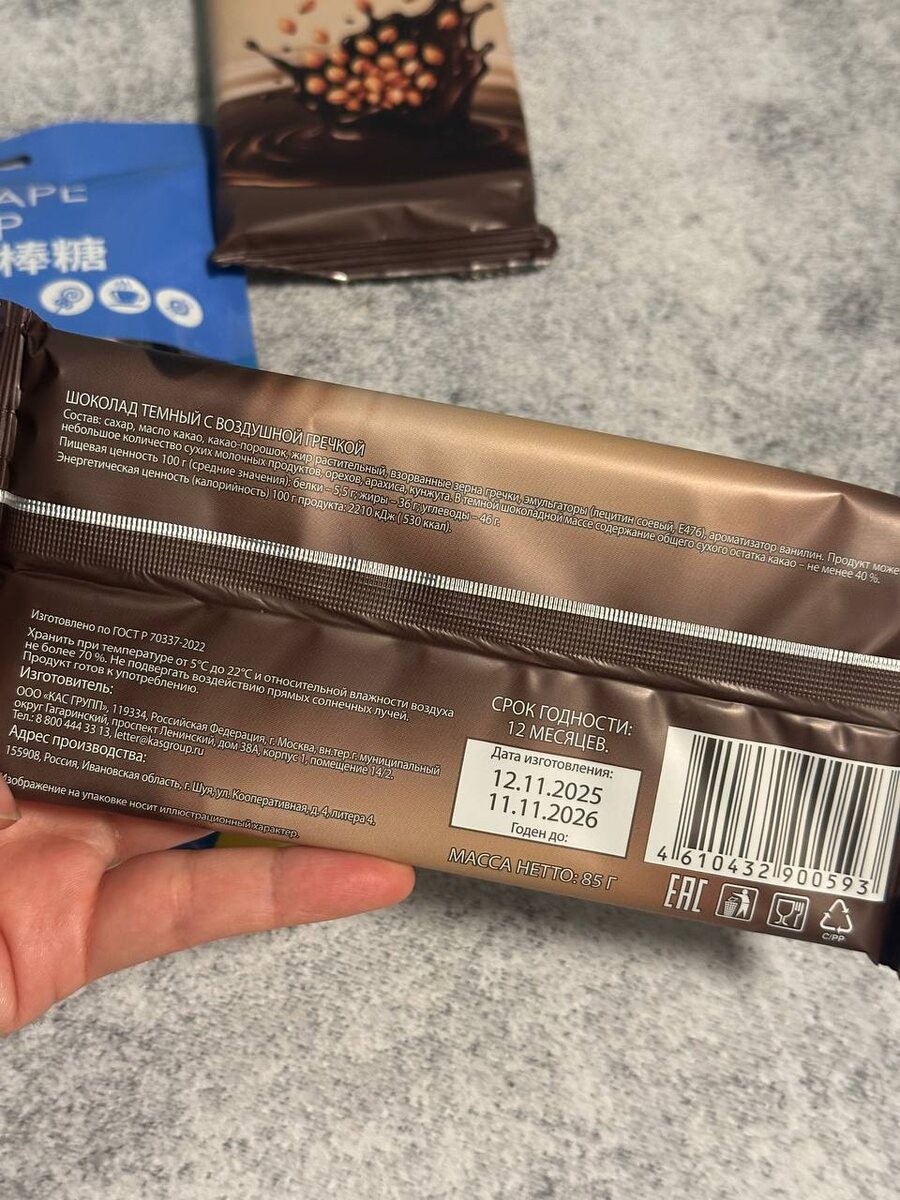 APE
P
棒糖
ШОКОЛАД ТЕМНЫЙ С ВОЗДУШНОЙ ГРЕЧКОЙ
Состав: сахар, масло какао, какао-порошок, жир растительный, взорванные зерна гречки, эмульгаторы (лецитин соевый, Е476), ароматизатор ванилин. Продукт може
небольшое количество сухих молочных продуктов, орехов, арахиса, кунжута. В темной шоколадной массе содержание общего сухого остатка какао – не менее 40 %.
Пищевая ценность 100 г (средние значения): белки – 5,5 г; жиры – 36 г; углеводы – 46 г.
Энергетическая ценность (калорийность) 100 г продукта: 2210 кДж (530 ккал).
Изготовлено по ГОСТ Р 70337-2022
Хранить при температуре от 5°С до 22°С и относительной влажности воздуха
не более 70 %. Не подвергать воздействию прямых солнечных лучей.
Продукт готов к употреблению.
Изготовитель:
ООО «КАС ГРУПП», 119334, Российская Федерация, г. Москва, вн.тер.г. муниципальный
округ Гагаринский, проспект Ленинский, дом 38А, корпус 1, помещение 14/2.
Тел.: 8 800 444 33 13, letter@kasgroup.ru
Адрес производства:
155908, Россия, Ивановская область, г. Шуя, ул. Кооперативная, д. 4, литера 4.
Изображение на упаковке носит иллюстрационный характер.
СРОК ГОДНОСТИ:
12 МЕСЯЦЕВ.
Дата изготовления:
12.11.2025
11.11.2026
Годен до:
МАССА НЕТТО: 85 Г
4 610432 900593
EAC
C/PP